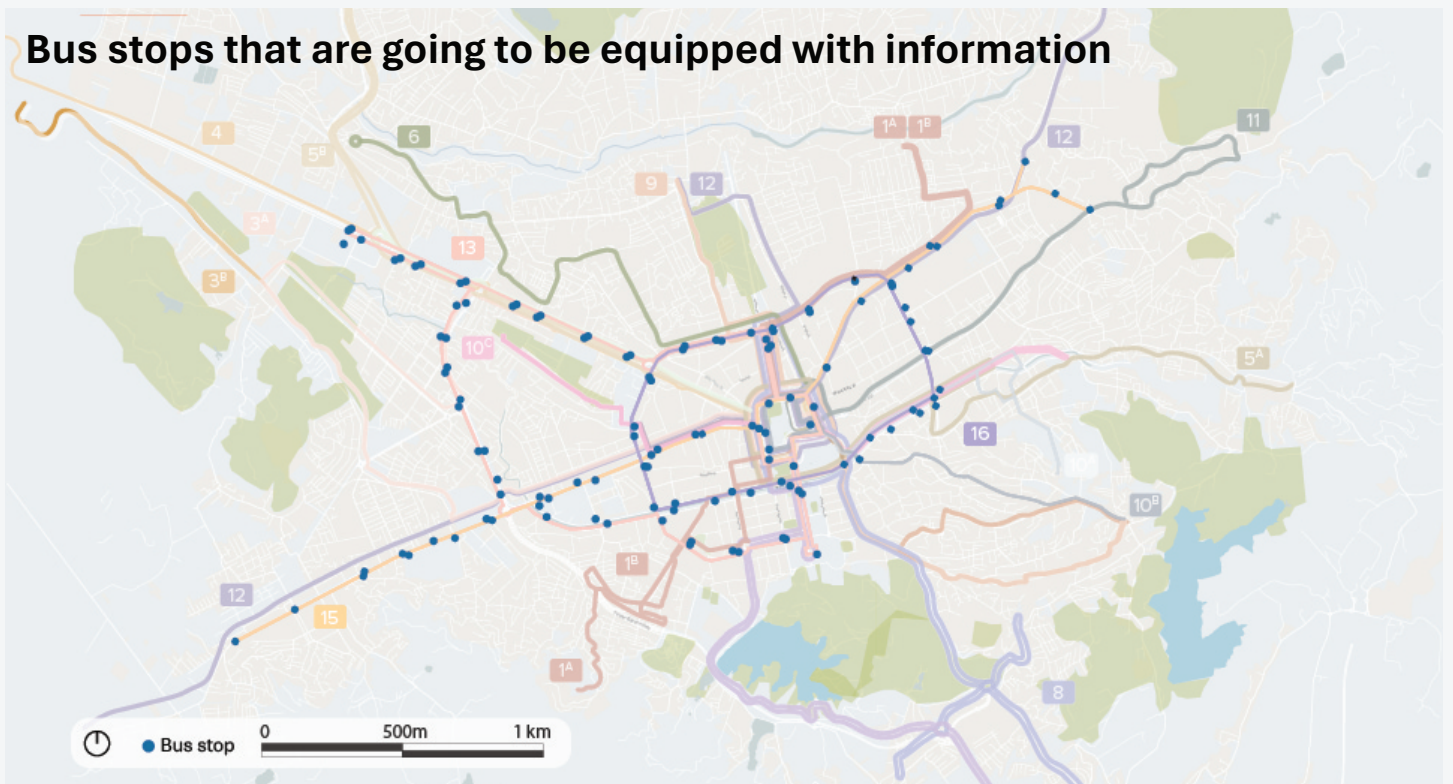 Bus stops that are going to be equipped with information
4
5ᴮ
6
1ᴬ
1ᴮ
12
11
9
12
3ᴬ
13
3ᴮ
10ᶜ
5ᴬ
16
10ᴮ
1ᴮ
12
15
1ᴬ
8
0 500m 1 km
Bus stop